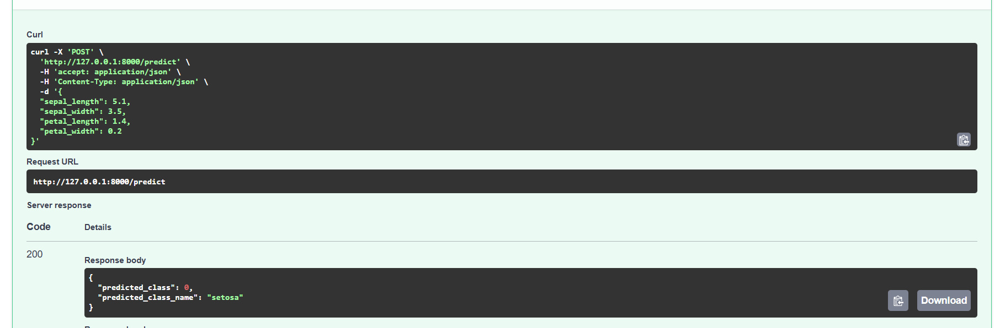 Curl
curl -X 'POST' \
  'http://127.0.0.1:8000/predict' \
  -H 'accept: application/json' \
  -H 'Content-Type: application/json' \
  -d '{
  "sepal_length": 5.1,
  "sepal_width": 3.5,
  "petal_length": 1.4,
  "petal_width": 0.2
}'
Request URL
http://127.0.0.1:8000/predict
Server response
Code Details
200
Response body
{
  "predicted_class": 0,
  "predicted_class_name": "setosa"
}
Download